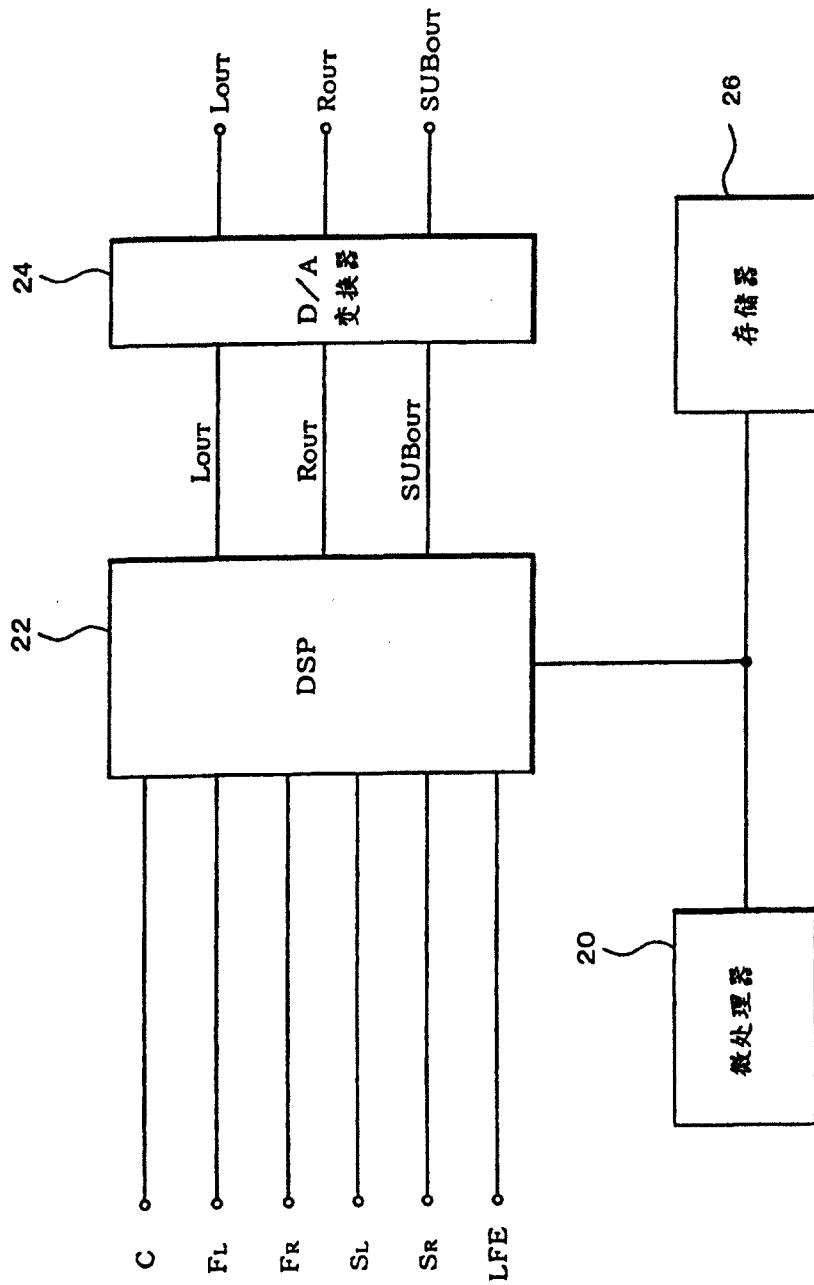 C
FL
FR
SL
SR
LFE
22
DSP
LOUT
ROUT
SUBOUT
24
D/A
变换器
LOUT
ROUT
SUBOUT
20
微处理器
26
存储器